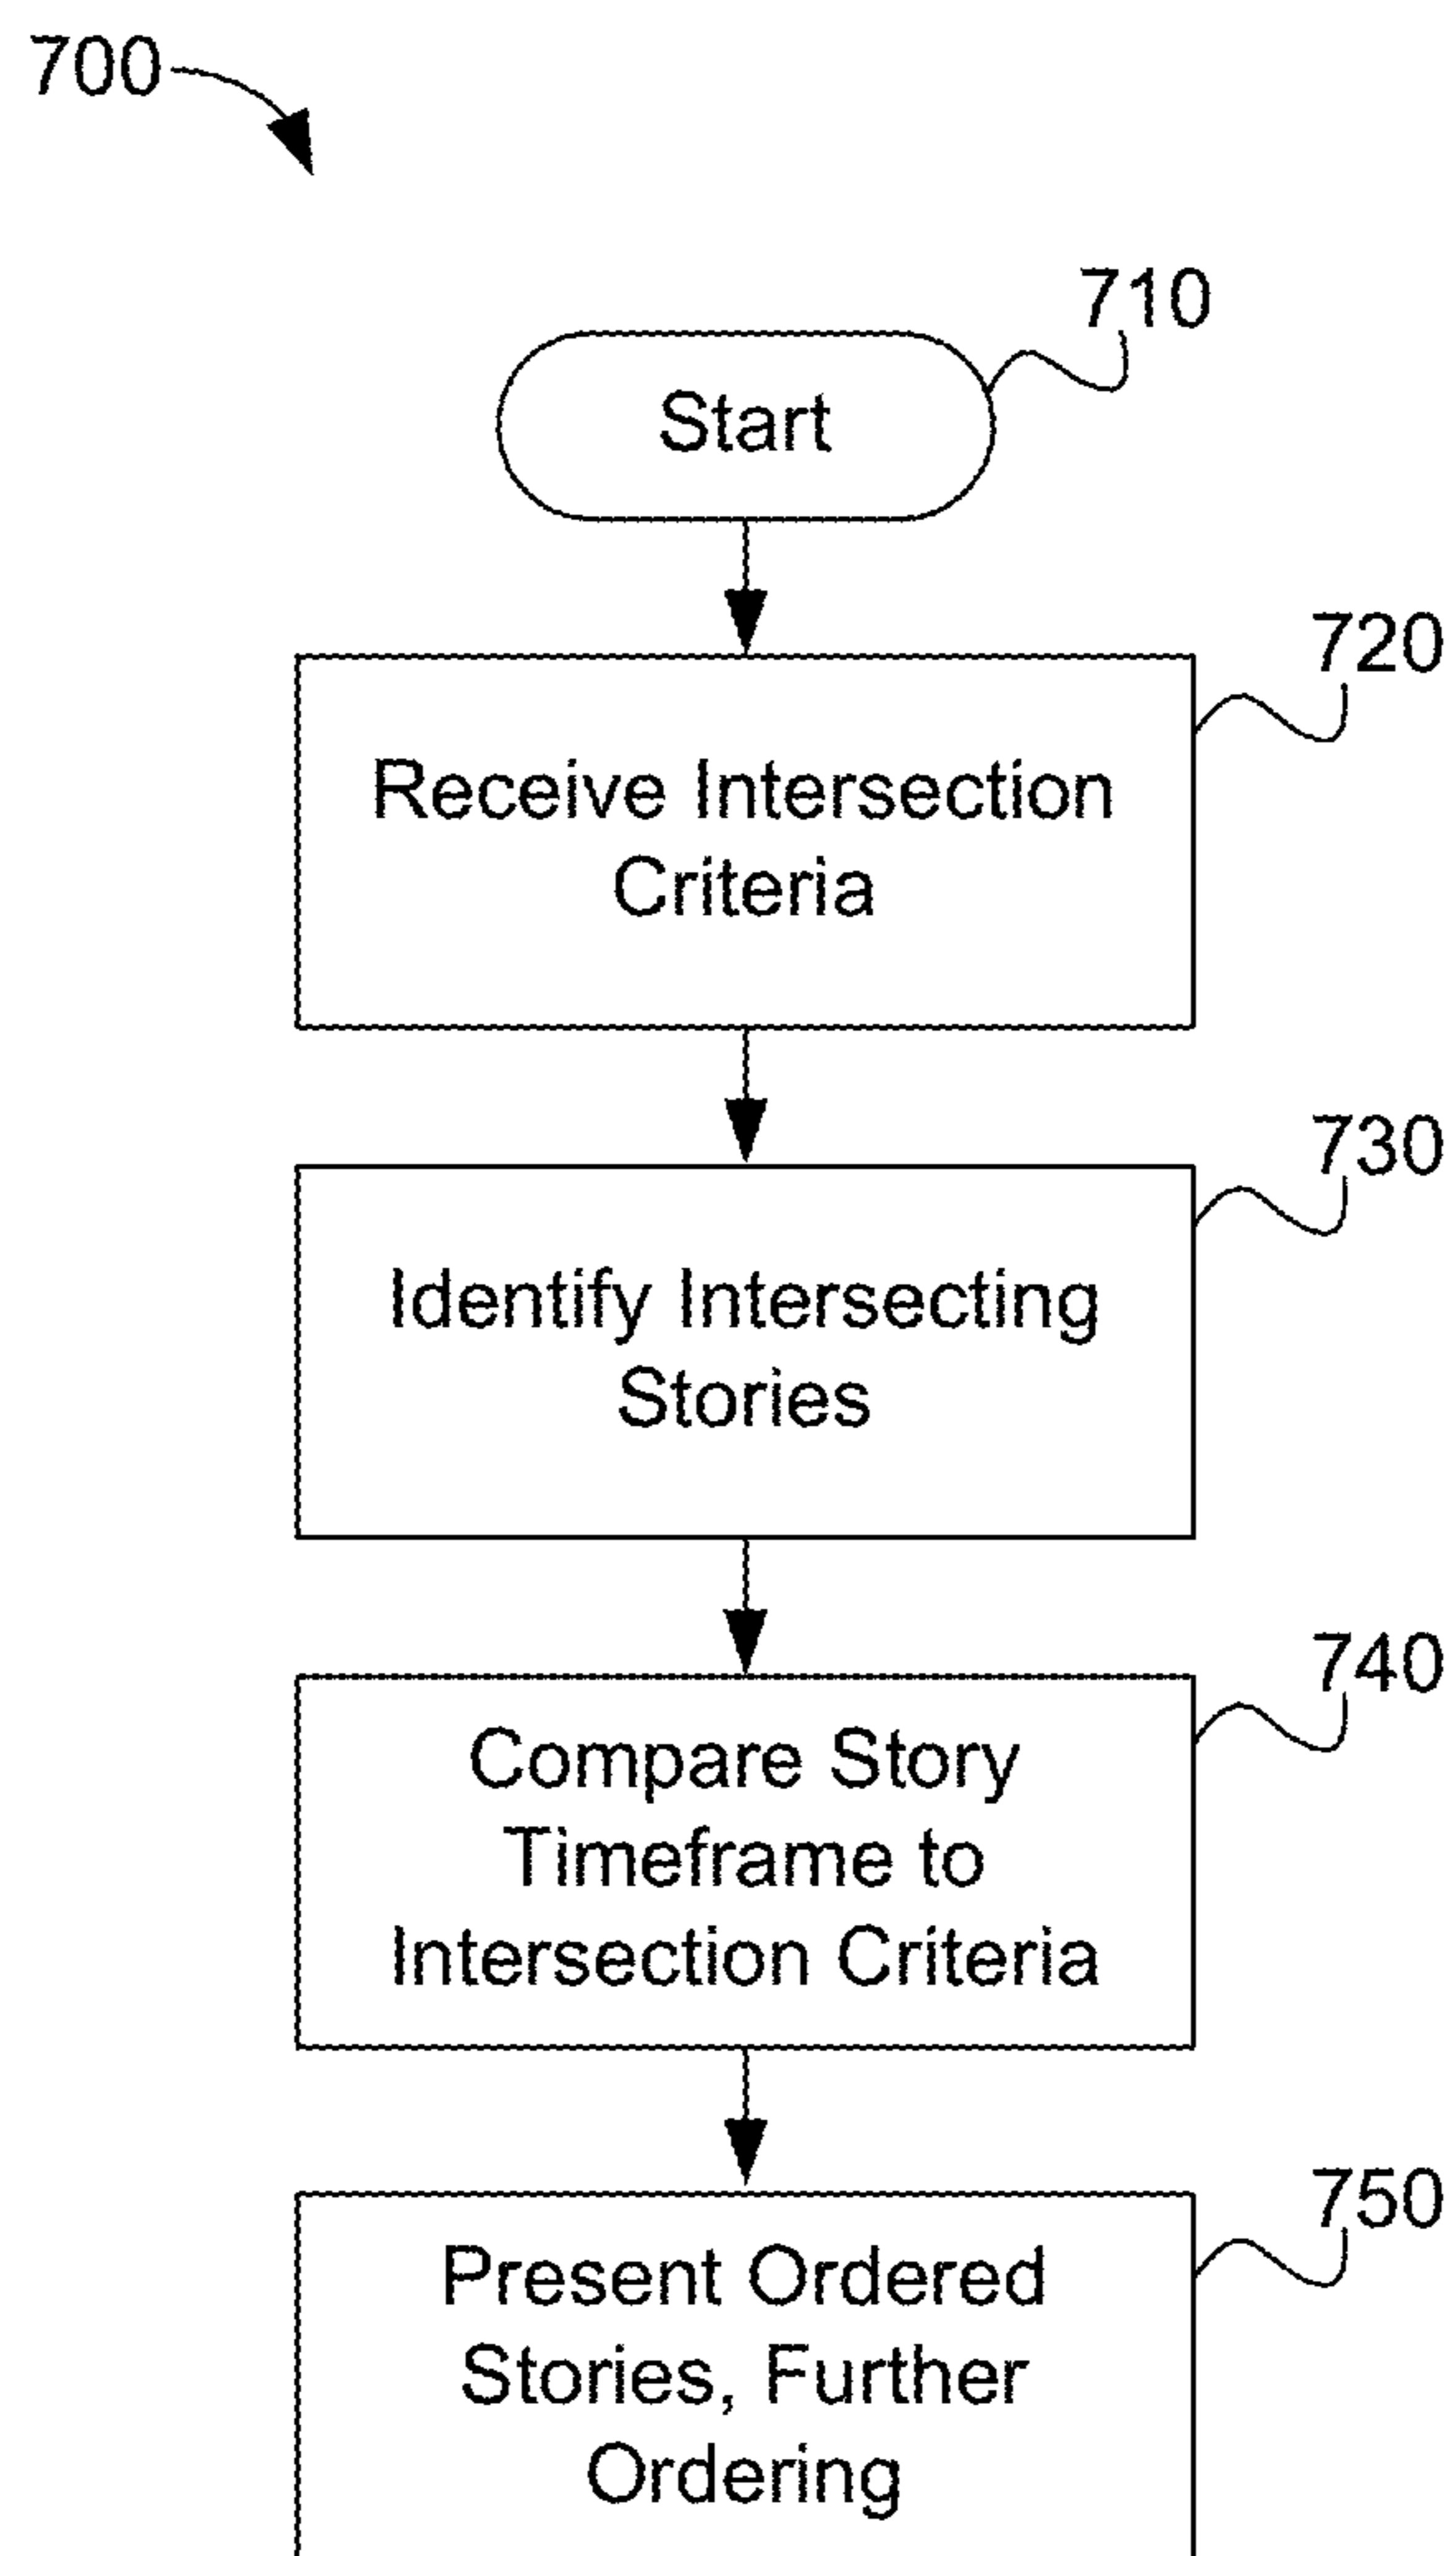 700
710
Start
720
Receive Intersection
Criteria
730
Identify Intersecting
Stories
740
Compare Story
Timeframe to
Intersection Criteria
750
Present Ordered
Stories, Further
Ordering